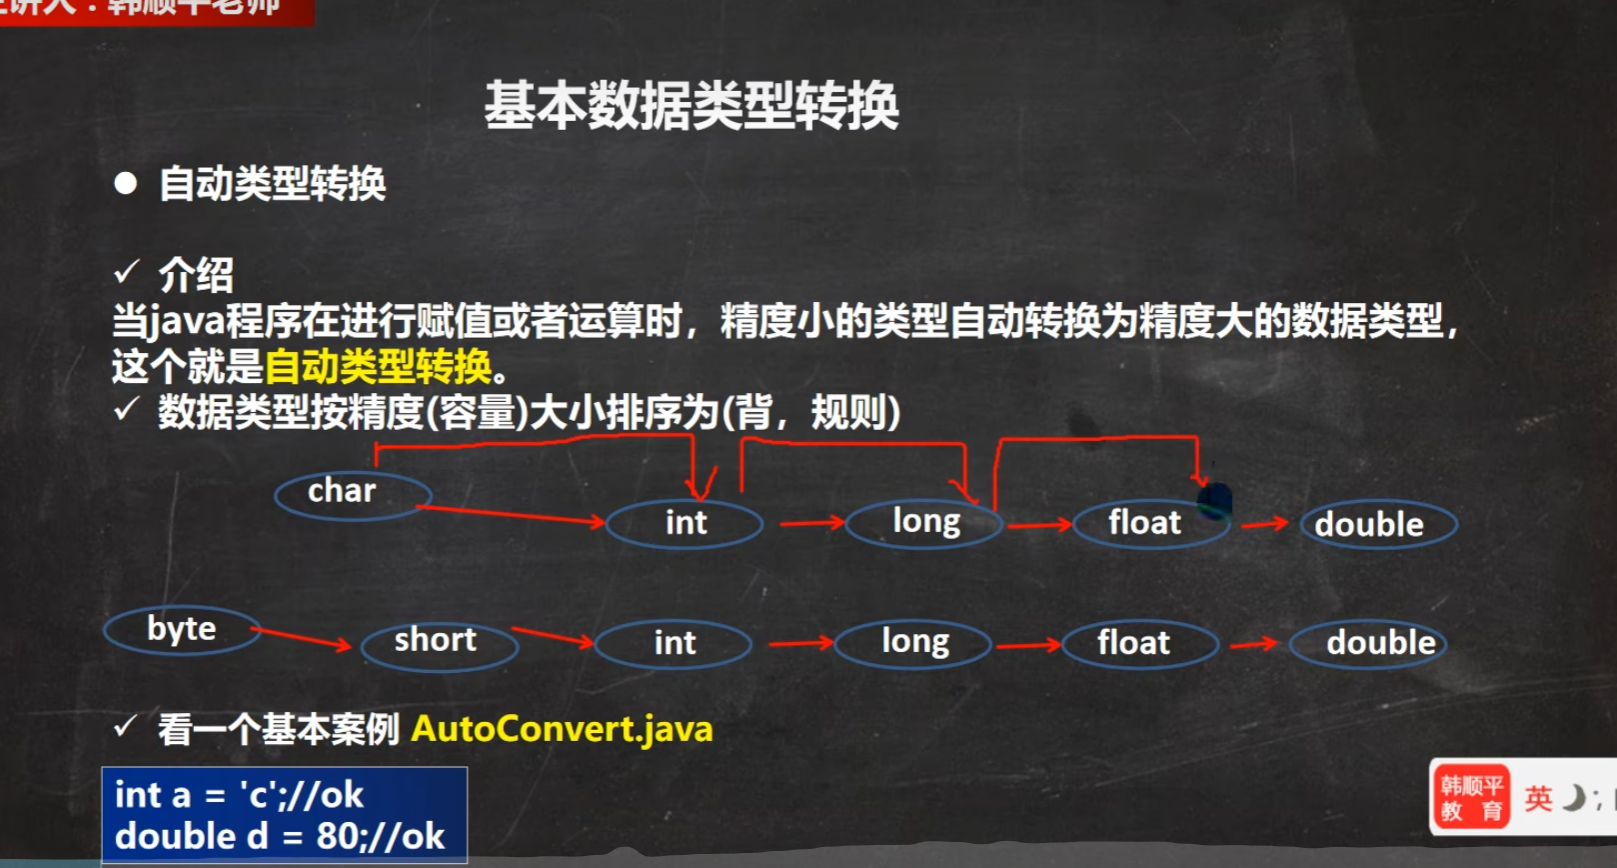 主讲人：韩顺平老师
基本数据类型转换
● 自动类型转换
✓ 介绍
当java程序在进行赋值或者运算时，精度小的类型自动转换为精度大的数据类型，
这个就是自动类型转换。
✓ 数据类型按精度(容量)大小排序为(背，规则)
char int long float double
byte short int long float double
✓ 看一个基本案例 AutoConvert.java
int a = 'c';//ok
double d = 80;//ok
韩顺平
教 育
英